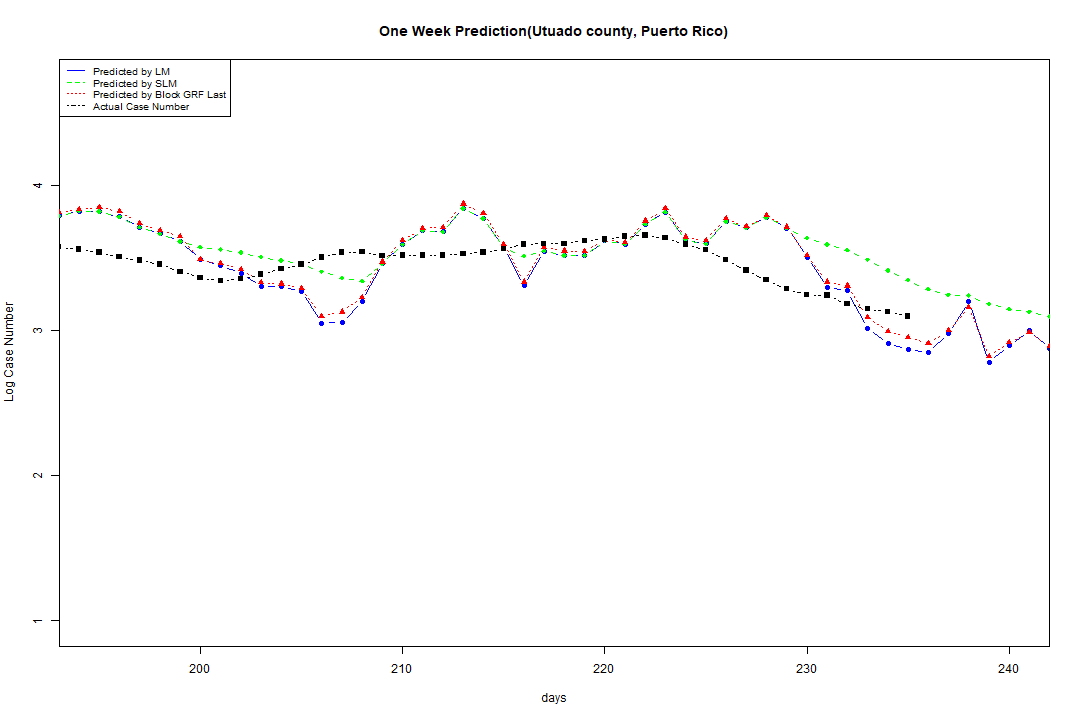 One Week Prediction(Utuado county, Puerto Rico)
Predicted by LM
Predicted by SLM
Predicted by Block GRF Last
Actual Case Number
4
3
2
1
Log Case Number
200 210 220 230 240
days